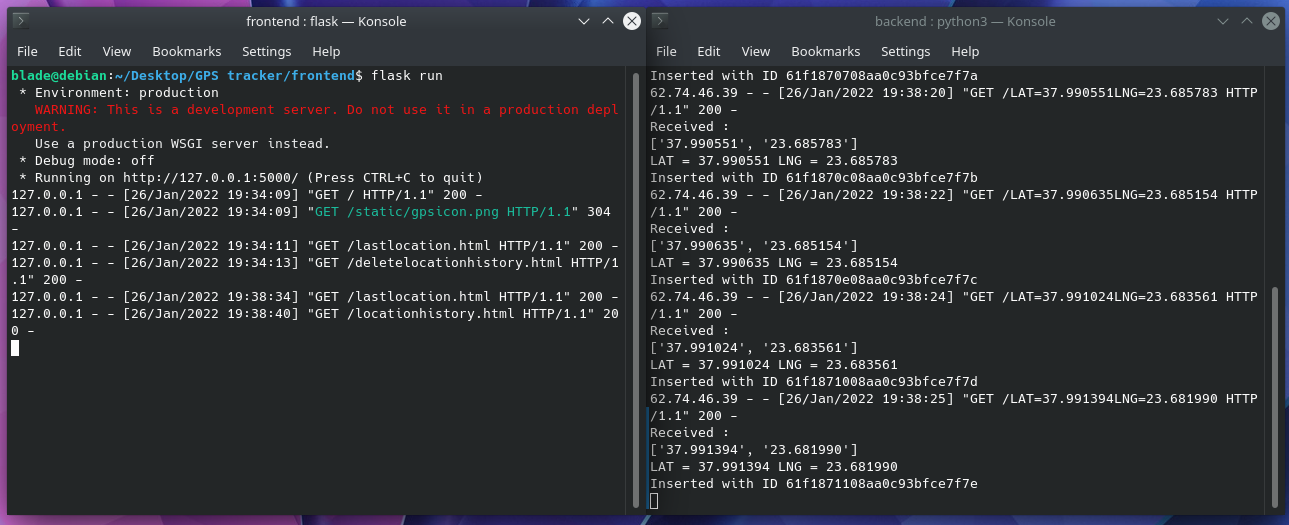 frontend : flask — Konsole
File Edit View Bookmarks Settings Help
blade@debian:~/Desktop/GPS tracker/frontend$ flask run
 * Environment: production
   WARNING: This is a development server. Do not use it in a production depl
oyment.
   Use a production WSGI server instead.
 * Debug mode: off
 * Running on http://127.0.0.1:5000/ (Press CTRL+C to quit)
127.0.0.1 - - [26/Jan/2022 19:34:09] "GET / HTTP/1.1" 200 -
127.0.0.1 - - [26/Jan/2022 19:34:09] "GET /static/gpsicon.png HTTP/1.1" 304
-
127.0.0.1 - - [26/Jan/2022 19:34:11] "GET /lastlocation.html HTTP/1.1" 200 -
127.0.0.1 - - [26/Jan/2022 19:34:13] "GET /deletelocationhistory.html HTTP/1
.1" 200 -
127.0.0.1 - - [26/Jan/2022 19:38:34] "GET /lastlocation.html HTTP/1.1" 200 -
127.0.0.1 - - [26/Jan/2022 19:38:40] "GET /locationhistory.html HTTP/1.1" 20
0 -
backend : python3 — Konsole
File Edit View Bookmarks Settings Help
Inserted with ID 61f1870708aa0c93bfce7f7a
62.74.46.39 - - [26/Jan/2022 19:38:20] "GET /LAT=37.990551LNG=23.685783 HTTP
/1.1" 200 -
Received :
['37.990551', '23.685783']
LAT = 37.990551 LNG = 23.685783
Inserted with ID 61f1870c08aa0c93bfce7f7b
62.74.46.39 - - [26/Jan/2022 19:38:22] "GET /LAT=37.990635LNG=23.685154 HTTP
/1.1" 200 -
Received :
['37.990635', '23.685154']
LAT = 37.990635 LNG = 23.685154
Inserted with ID 61f1870e08aa0c93bfce7f7c
62.74.46.39 - - [26/Jan/2022 19:38:24] "GET /LAT=37.991024LNG=23.683561 HTTP
/1.1" 200 -
Received :
['37.991024', '23.683561']
LAT = 37.991024 LNG = 23.683561
Inserted with ID 61f1871008aa0c93bfce7f7d
62.74.46.39 - - [26/Jan/2022 19:38:25] "GET /LAT=37.991394LNG=23.681990 HTTP
/1.1" 200 -
Received :
['37.991394', '23.681990']
LAT = 37.991394 LNG = 23.681990
Inserted with ID 61f1871108aa0c93bfce7f7e